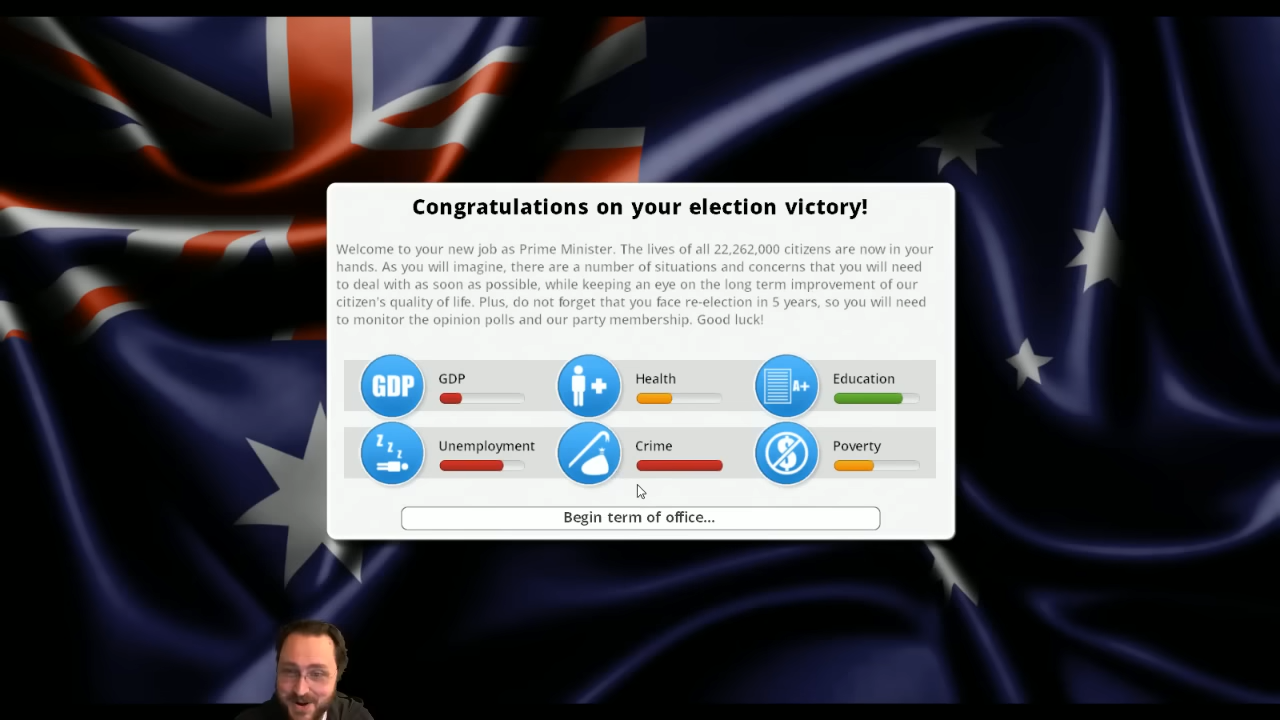 Congratulations on your election victory!
Welcome to your new job as Prime Minister. The lives of all 22,262,000 citizens are now in your
hands. As you will imagine, there are a number of situations and concerns that you will need
to deal with as soon as possible, while keeping an eye on the long term improvement of our
citizen's quality of life. Plus, do not forget that you face re-election in 5 years, so you will need
to monitor the opinion polls and our party membership. Good luck!
GDP GDP Health A+ Education
Z Z Z Unemployment Crime $ Poverty
Begin term of office...